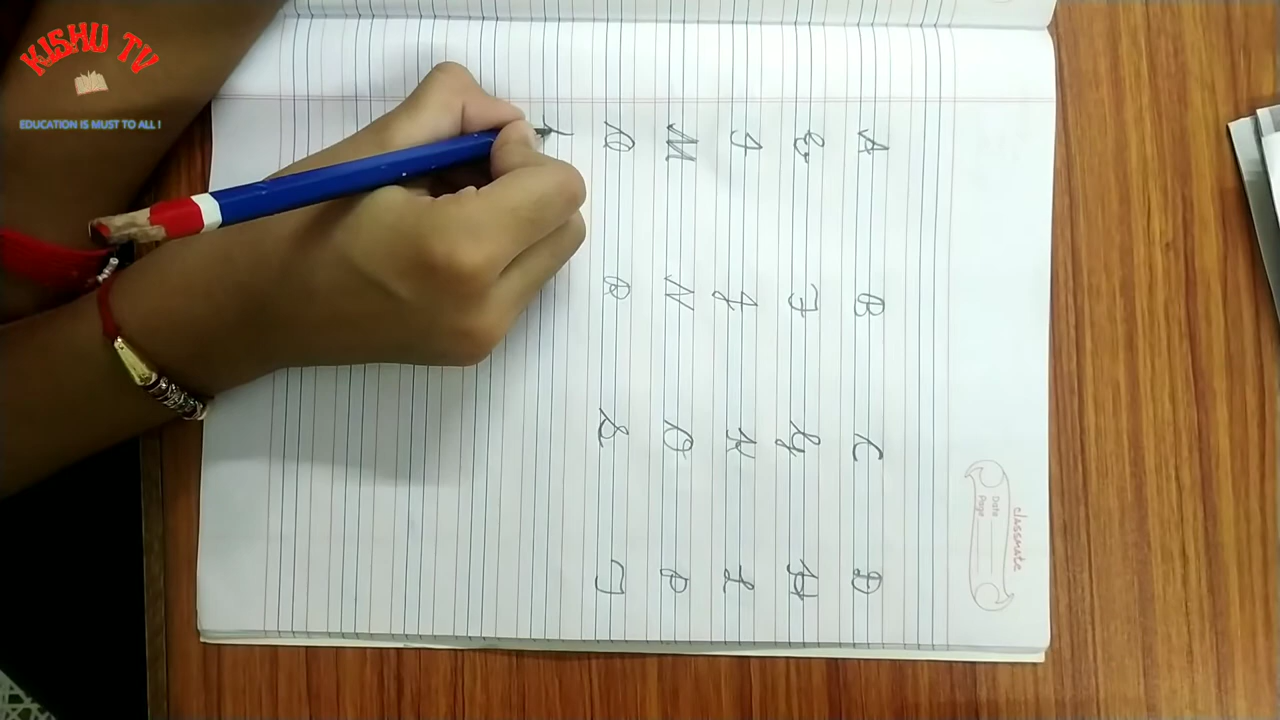 KISHU TV
EDUCATION IS MUST TO ALL !
classmate
Date
Page
A B C D
E F G H
I J K L
M N O P
Q R S T